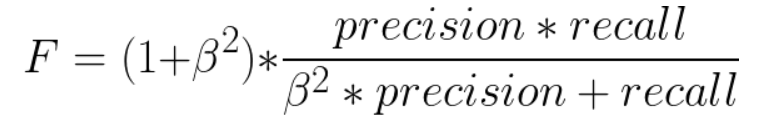 F = (1+β²)* precision * recall / β² * precision + recall